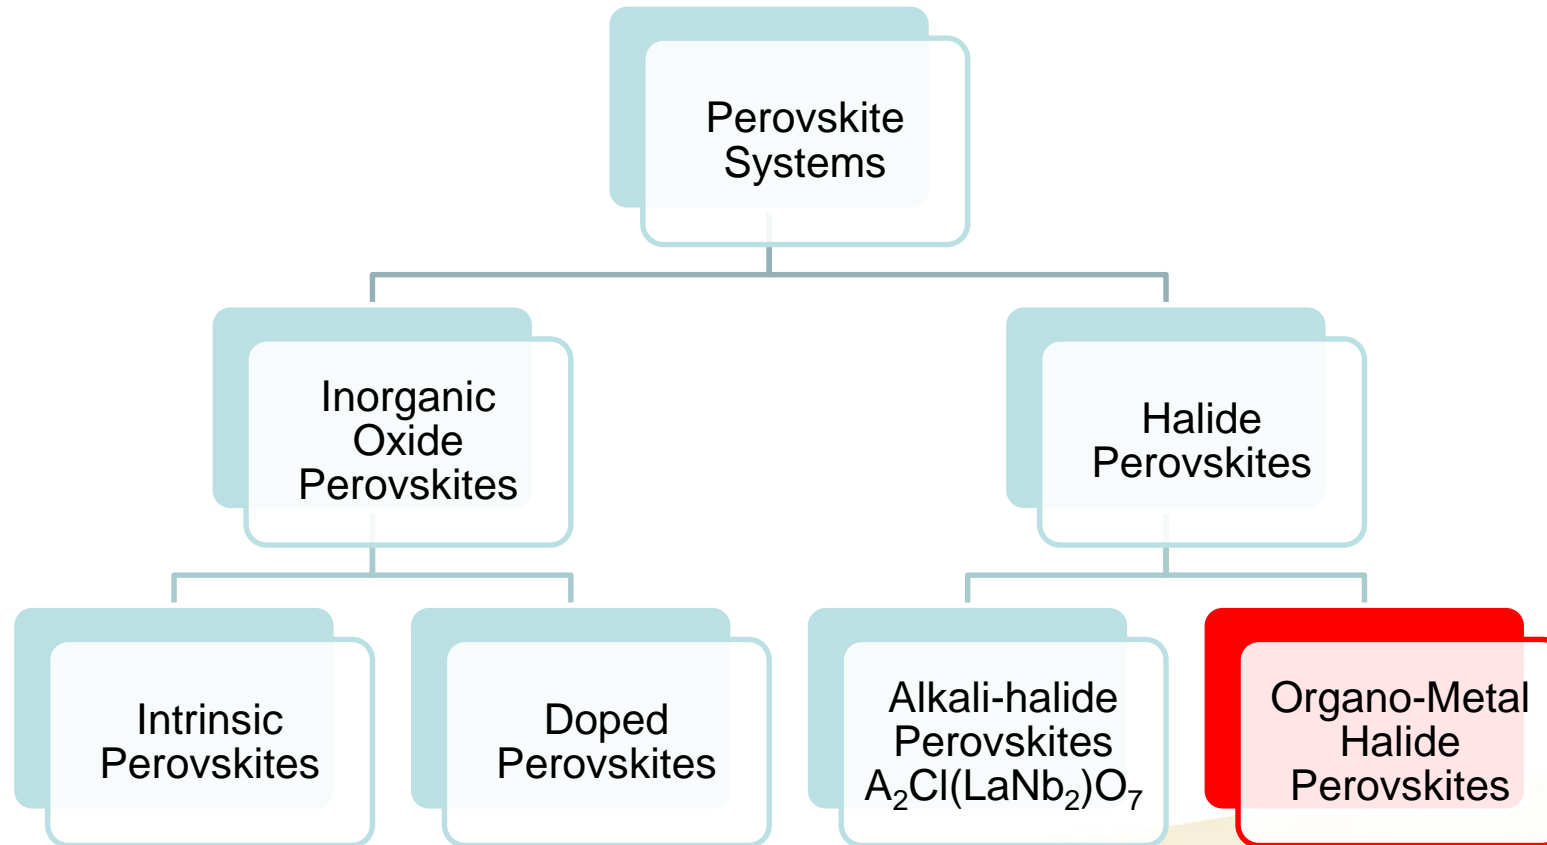 Perovskite
Systems
Inorganic
Oxide
Perovskites
Halide
Perovskites
Intrinsic
Perovskites
Doped
Perovskites
Alkali-halide
Perovskites
A₂Cl(LaNb₂)O₇
Organo-Metal
Halide
Perovskites